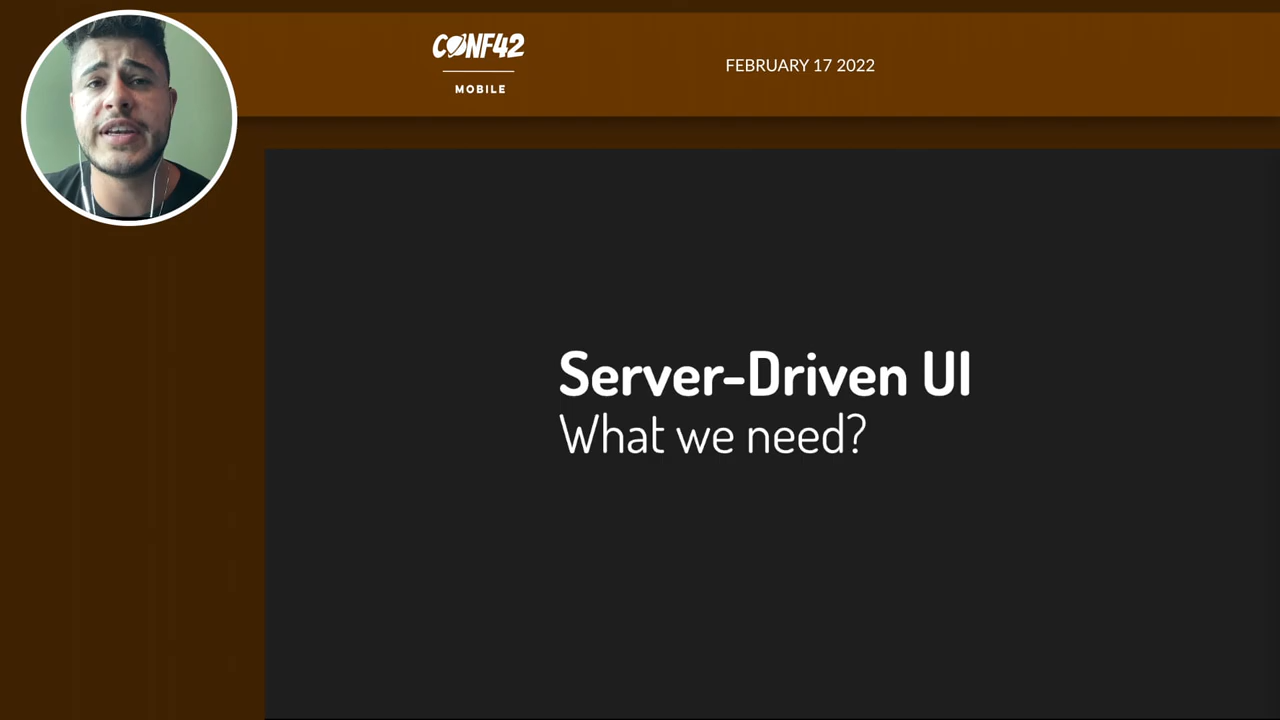 CONF42
MOBILE
FEBRUARY 17 2022
Server-Driven UI
What we need?